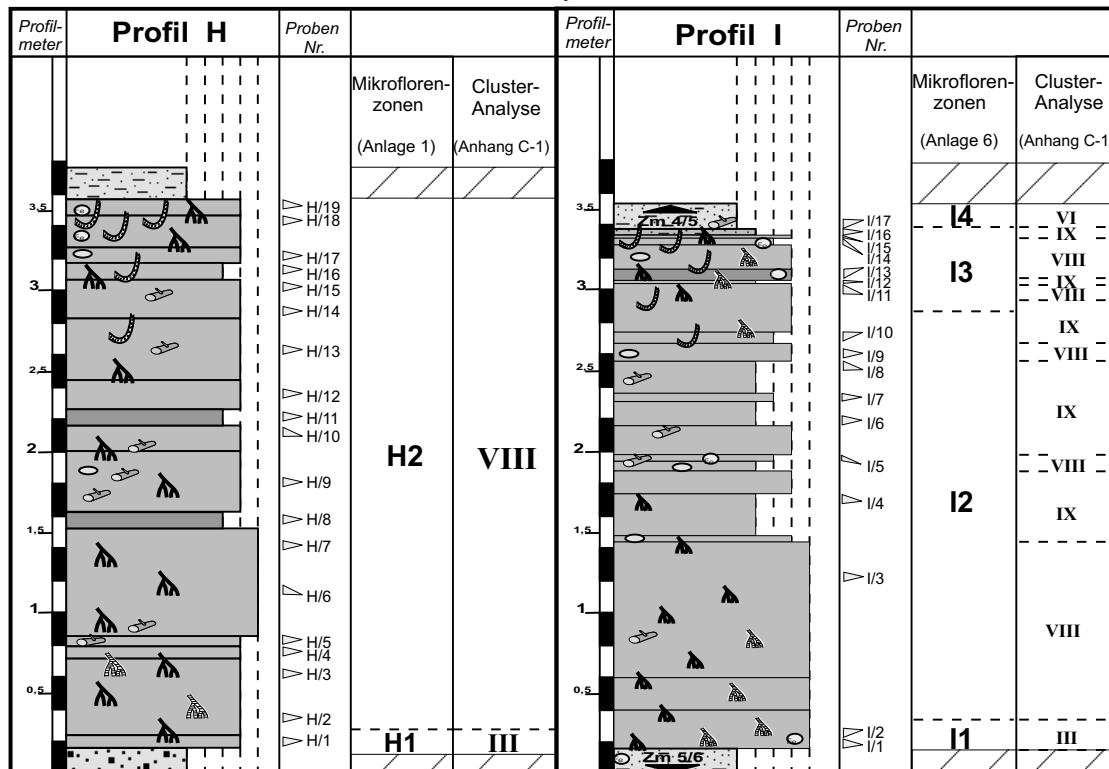 Profil-
meter
Profil H
Proben
Nr.
Mikrofloren-
zonen
(Anlage 1)
Cluster-
Analyse
(Anhang C-1)
3,5
3
2,5
2
1,5
1
0,5
H/19
H/18
H/17
H/16
H/15
H/14
H/13
H/12
H/11
H/10
H/9
H/8
H/7
H/6
H/5
H/4
H/3
H/2
H/1
H2
H1
VIII
III
Profil-
meter
Profil I
Proben
Nr.
Mikrofloren-
zonen
(Anlage 6)
Cluster-
Analyse
(Anhang C-1
3,5
3
2,5
2
1,5
1
0,5
Zm 4/5
Zm 5/6
I/17
I/16
I/15
I/14
I/13
I/12
I/11
I/10
I/9
I/8
I/7
I/6
I/5
I/4
I/3
I/2
I/1
I4
I3
I2
I1
VI
IX
VIII
IX
VIII
IX
VIII
IX
VIII
IX
VIII
III